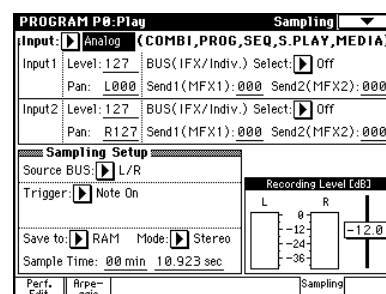 PROGRAM P0:Play Sampling
Input: Analog (COMBI,PROG,SEQ,S.PLAY,MEDIA)
Input1 Level: 127 BUS(IFX/Indiv.) Select: Off
Pan: L000 Send1(MFX1): 000 Send2(MFX2): 000
Input2 Level: 127 BUS(IFX/Indiv.) Select: Off
Pan: R127 Send1(MFX1): 000 Send2(MFX2): 000
Sampling Setup
Source BUS: L/R
Trigger: Note On
Save to: RAM Mode: Stereo
Sample Time: 00 min 10.923 sec
Recording Level [dB]
L R
0
-12
-24
-36
-12.0
Perf. Edit
Arpe-ggio
Sampling